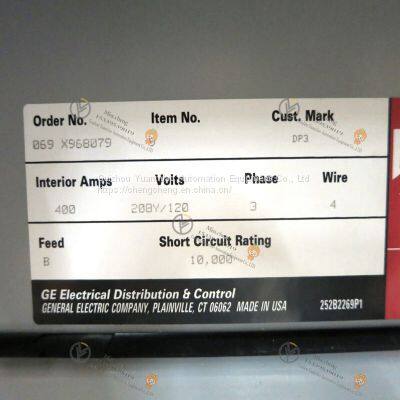 Order No. Item No. Cust. Mark
069 X968079 DP3
Interior Amps Volts Phase Wire
400 208Y/120 3 4
Feed Short Circuit Rating
B 10,000
GE Electrical Distribution & Control
GENERAL ELECTRIC COMPANY, PLAINVILLE, CT 06062 MADE IN USA 252B2269P1